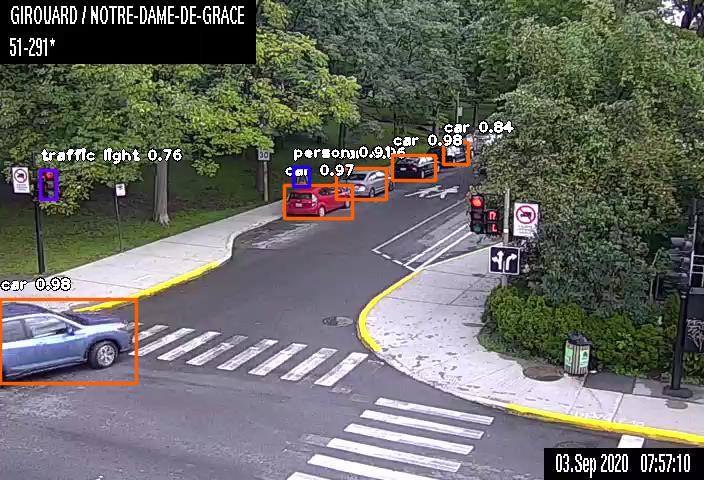 GIROUARD / NOTRE-DAME-DE-GRACE
51-291*
car 0.84
car 0.98
traffic light 0.76
car 0.97
car 0.98
03.Sep 2020 07:57:10